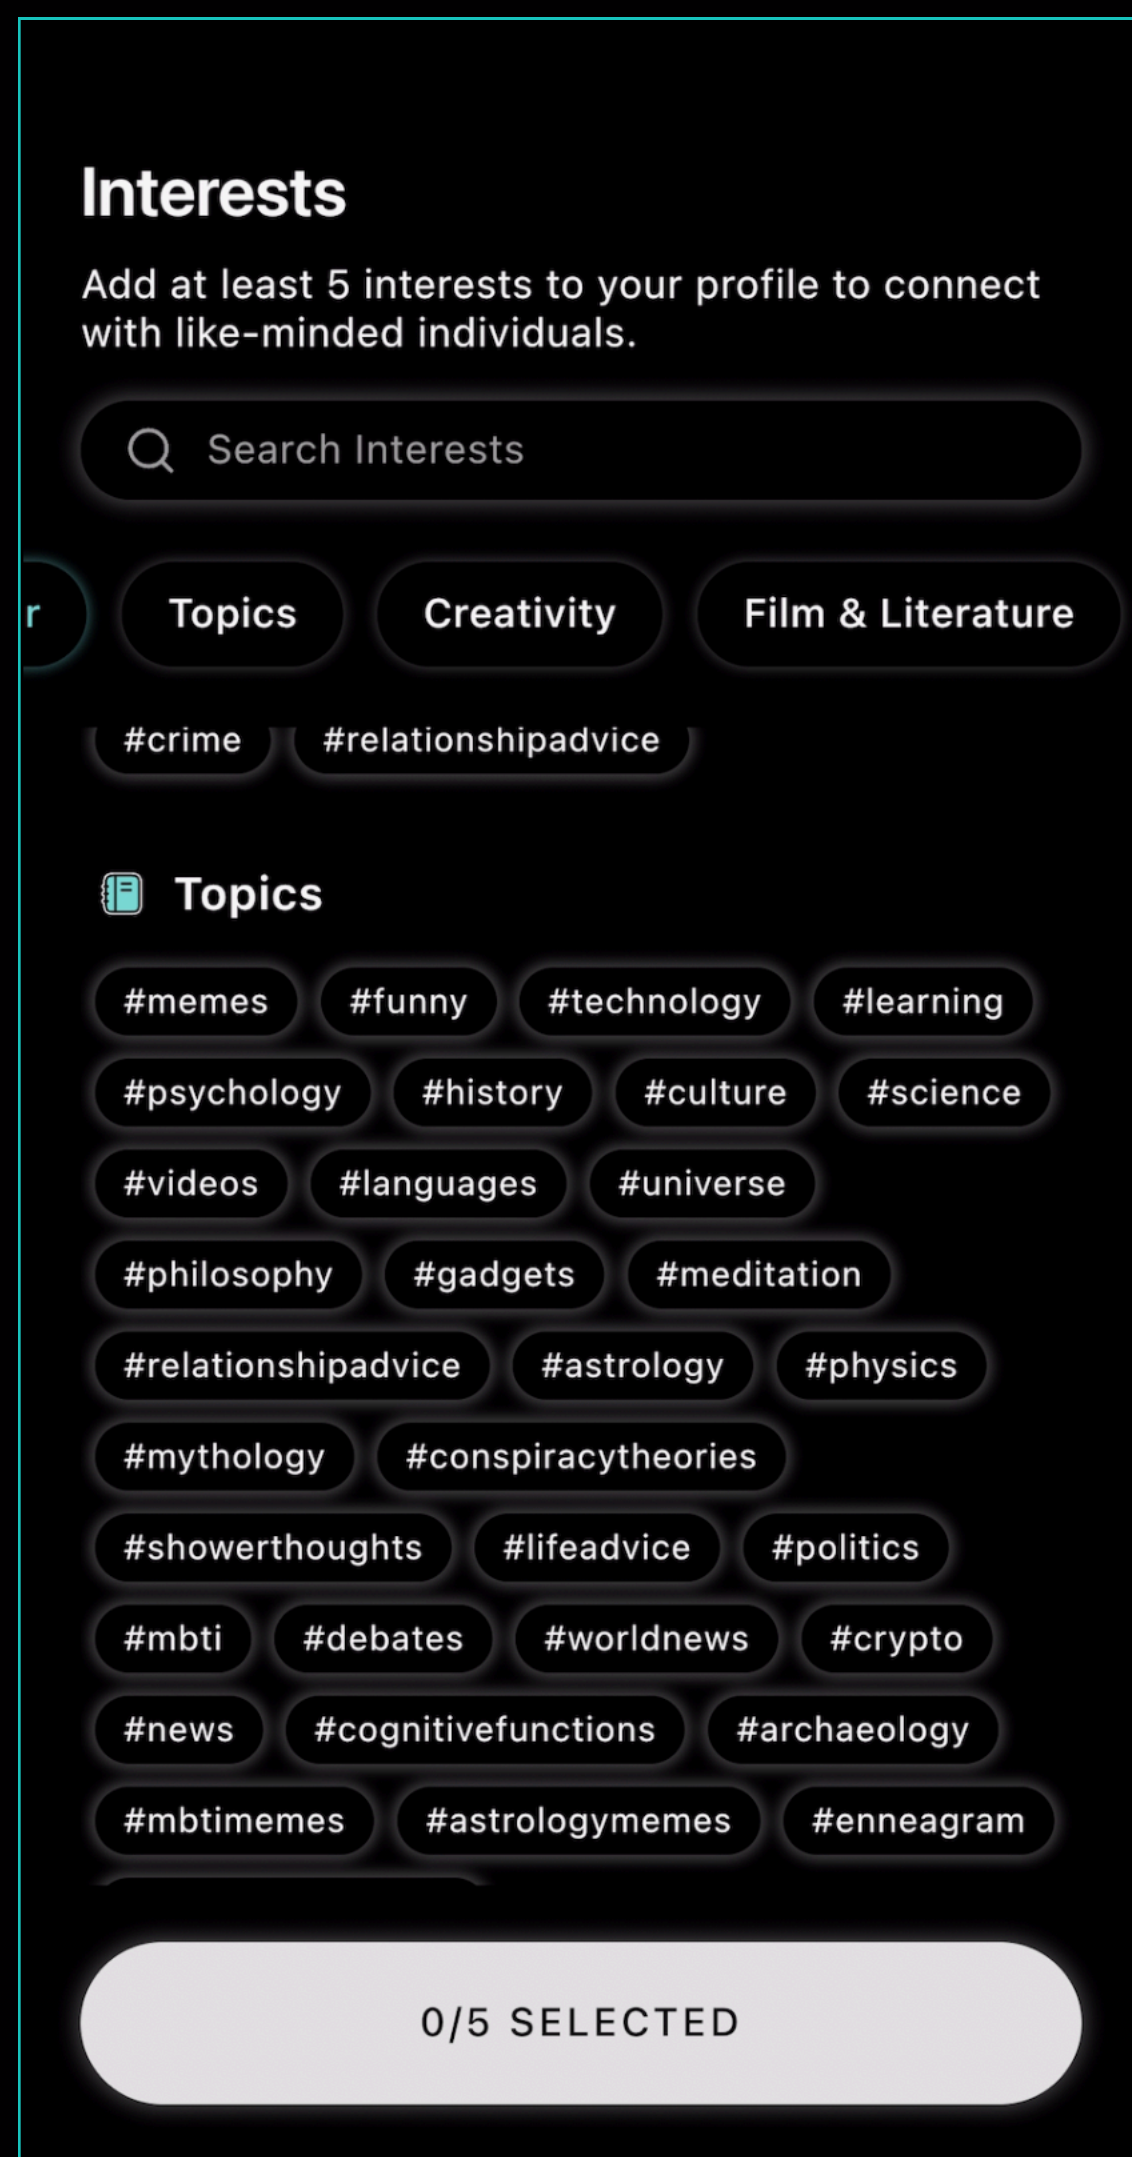 Interests
Add at least 5 interests to your profile to connect
with like-minded individuals.
Search Interests
r Topics Creativity Film & Literature
#crime #relationshipadvice
Topics
#memes #funny #technology #learning
#psychology #history #culture #science
#videos #languages #universe
#philosophy #gadgets #meditation
#relationshipadvice #astrology #physics
#mythology #conspiracytheories
#showerthoughts #lifeadvice #politics
#mbti #debates #worldnews #crypto
#news #cognitivefunctions #archaeology
#mbtimemes #astrologymemes #enneagram
0/5 SELECTED